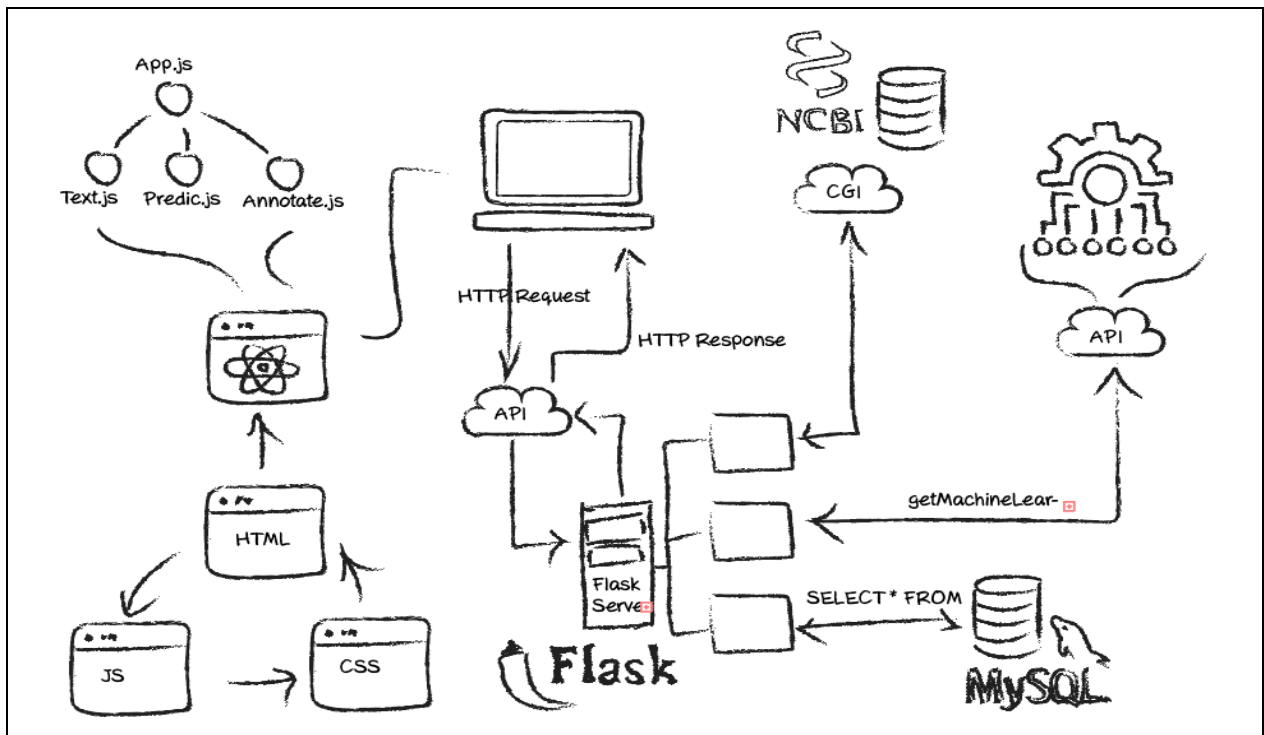 App.js
Text.js
Predic.js
Annotate.js
HTML
JS
CSS
HTTP Request
HTTP Response
API
Flask
Serve
Flask
NCBI
CGI
API
getMachineLear-
SELECT * FROM
MySQL